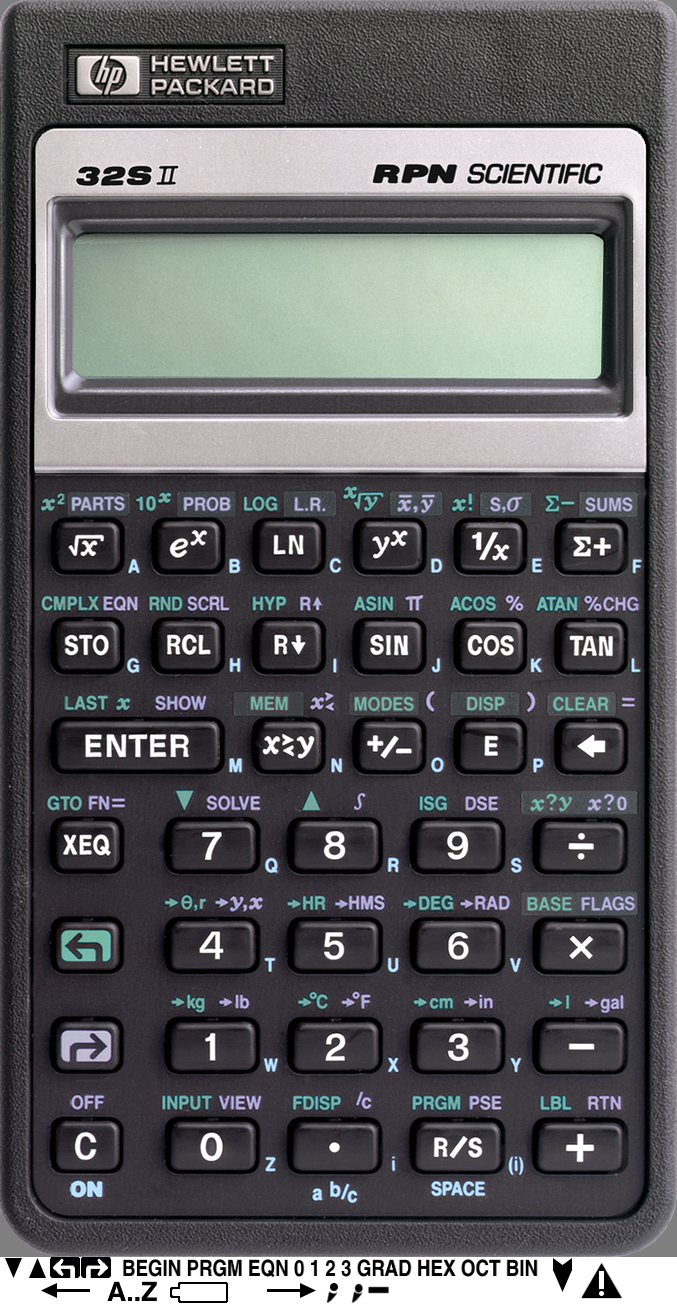 hp HEWLETT
PACKARD
32S II RPN SCIENTIFIC
x² PARTS 10ˣ PROB LOG L.R. ˣ√y x̅,y̅ x! S,σ Σ− SUMS
√x A eˣ B LN C yˣ D 1/x E Σ+ F
CMPLX EQN RND SCRL HYP R↑ ASIN π ACOS % ATAN %CHG
STO G RCL H R↓ I SIN J COS K TAN L
LAST x SHOW MEM x≷ MODES ( DISP ) CLEAR =
ENTER M x≷y N +/− O E P ←
GTO FN= ▼ SOLVE ▲ ∫ ISG DSE x?y x?0
XEQ 7 Q 8 R 9 S ÷
→θ,r →y,x →HR →HMS →DEG →RAD BASE FLAGS
4 T 5 U 6 V ×
→kg →lb →°C →°F →cm →in →l →gal
1 W 2 X 3 Y −
OFF INPUT VIEW FDISP /c PRGM PSE LBL RTN
C 0 Z · i R/S (i) +
ON a b/c SPACE
▼▲ BEGIN PRGM EQN 0 1 2 3 GRAD HEX OCT BIN
← A..Z → ; ; −